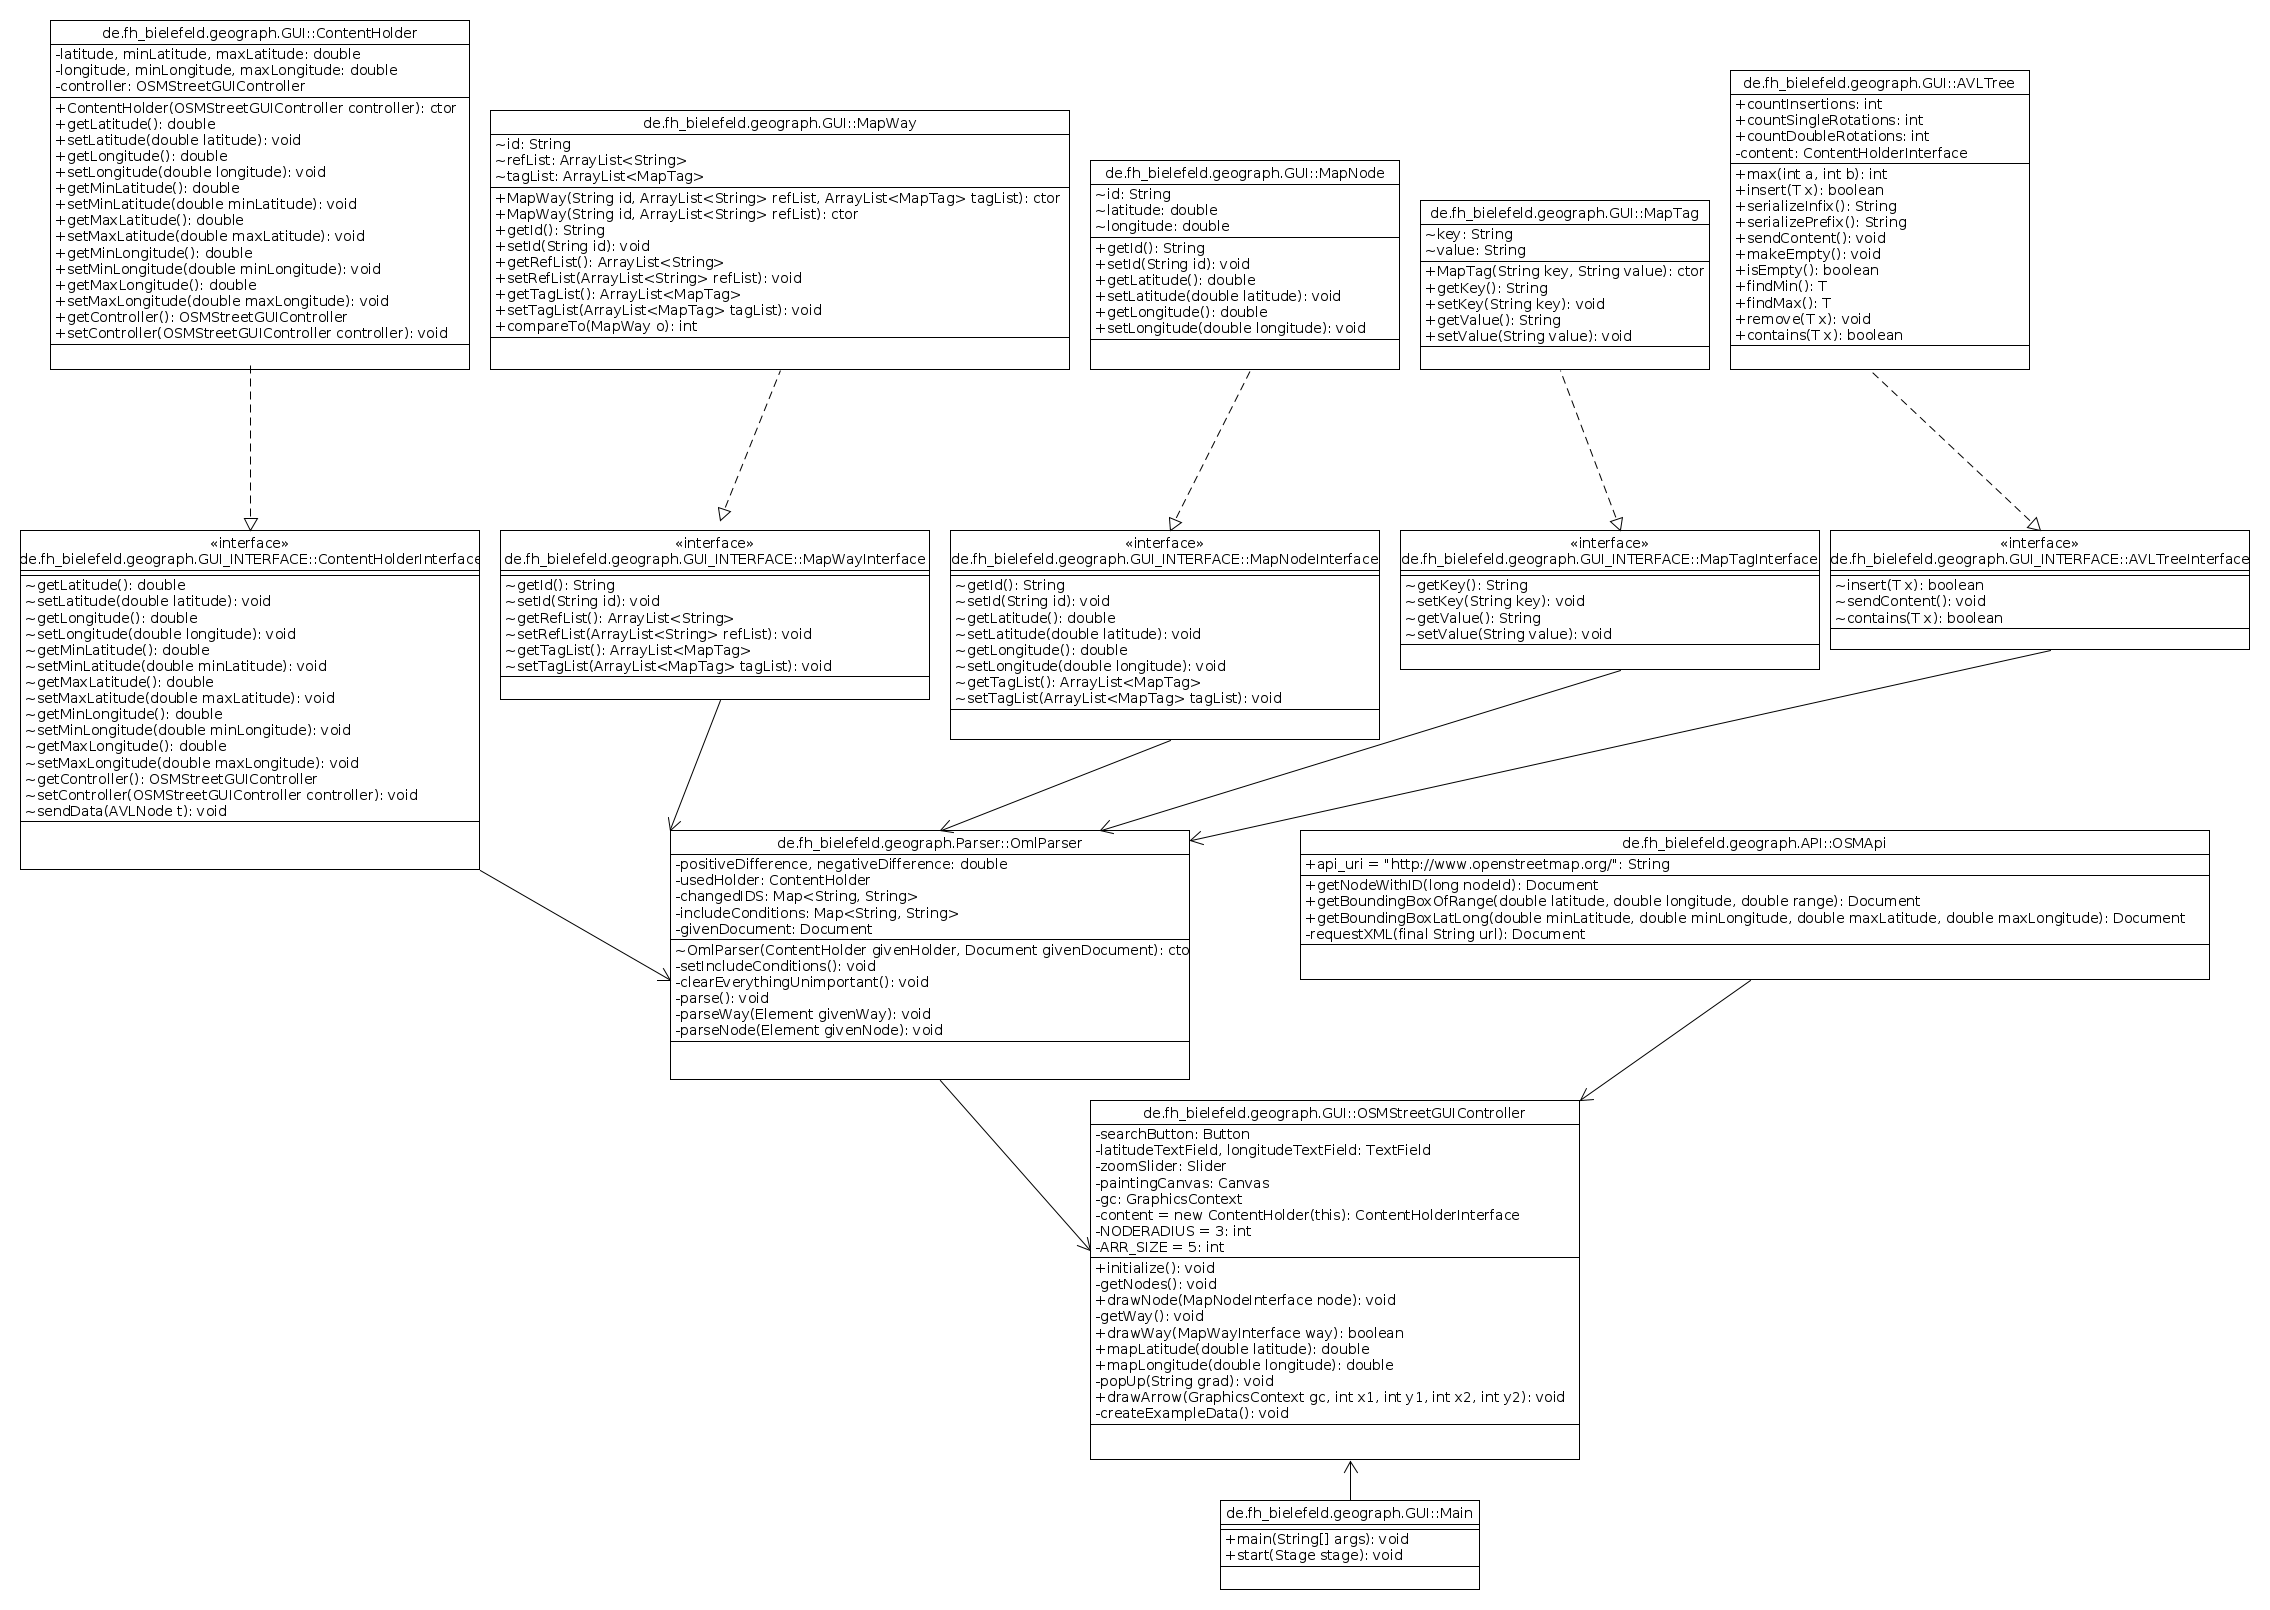 de.fh_bielefeld.geograph.GUI::ContentHolder
-latitude, minLatitude, maxLatitude: double
-longitude, minLongitude, maxLongitude: double
-controller: OSMStreetGUIController
+ContentHolder(OSMStreetGUIController controller): ctor
+getLatitude(): double
+setLatitude(double latitude): void
+getLongitude(): double
+setLongitude(double longitude): void
+getMinLatitude(): double
+setMinLatitude(double minLatitude): void
+getMaxLatitude(): double
+setMaxLatitude(double maxLatitude): void
+getMinLongitude(): double
+setMinLongitude(double minLongitude): void
+getMaxLongitude(): double
+setMaxLongitude(double maxLongitude): void
+getController(): OSMStreetGUIController
+setController(OSMStreetGUIController controller): void
de.fh_bielefeld.geograph.GUI::MapWay
~id: String
~refList: ArrayList<String>
~tagList: ArrayList<MapTag>
+MapWay(String id, ArrayList<String> refList, ArrayList<MapTag> tagList): ctor
+MapWay(String id, ArrayList<String> refList): ctor
+getId(): String
+setId(String id): void
+getRefList(): ArrayList<String>
+setRefList(ArrayList<String> refList): void
+getTagList(): ArrayList<MapTag>
+setTagList(ArrayList<MapTag> tagList): void
+compareTo(MapWay o): int
de.fh_bielefeld.geograph.GUI::MapNode
~id: String
~latitude: double
~longitude: double
+getId(): String
+setId(String id): void
+getLatitude(): double
+setLatitude(double latitude): void
+getLongitude(): double
+setLongitude(double longitude): void
de.fh_bielefeld.geograph.GUI::MapTag
~key: String
~value: String
+MapTag(String key, String value): ctor
+getKey(): String
+setKey(String key): void
+getValue(): String
+setValue(String value): void
de.fh_bielefeld.geograph.GUI::AVLTree
+countInsertions: int
+countSingleRotations: int
+countDoubleRotations: int
-content: ContentHolderInterface
+max(int a, int b): int
+insert(T x): boolean
+serializeInfix(): String
+serializePrefix(): String
+sendContent(): void
+makeEmpty(): void
+isEmpty(): boolean
+findMin(): T
+findMax(): T
+remove(T x): void
+contains(T x): boolean
«interface»
de.fh_bielefeld.geograph.GUI_INTERFACE::ContentHolderInterface
~getLatitude(): double
~setLatitude(double latitude): void
~getLongitude(): double
~setLongitude(double longitude): void
~getMinLatitude(): double
~setMinLatitude(double minLatitude): void
~getMaxLatitude(): double
~setMaxLatitude(double maxLatitude): void
~getMinLongitude(): double
~setMinLongitude(double minLongitude): void
~getMaxLongitude(): double
~setMaxLongitude(double maxLongitude): void
~getController(): OSMStreetGUIController
~setController(OSMStreetGUIController controller): void
~sendData(AVLNode t): void
«interface»
de.fh_bielefeld.geograph.GUI_INTERFACE::MapWayInterface
~getId(): String
~setId(String id): void
~getRefList(): ArrayList<String>
~setRefList(ArrayList<String> refList): void
~getTagList(): ArrayList<MapTag>
~setTagList(ArrayList<MapTag> tagList): void
«interface»
de.fh_bielefeld.geograph.GUI_INTERFACE::MapNodeInterface
~getId(): String
~setId(String id): void
~getLatitude(): double
~setLatitude(double latitude): void
~getLongitude(): double
~setLongitude(double longitude): void
~getTagList(): ArrayList<MapTag>
~setTagList(ArrayList<MapTag> tagList): void
«interface»
de.fh_bielefeld.geograph.GUI_INTERFACE::MapTagInterface
~getKey(): String
~setKey(String key): void
~getValue(): String
~setValue(String value): void
«interface»
de.fh_bielefeld.geograph.GUI_INTERFACE::AVLTreeInterface
~insert(T x): boolean
~sendContent(): void
~contains(T x): boolean
de.fh_bielefeld.geograph.Parser::OmlParser
-positiveDifference, negativeDifference: double
-usedHolder: ContentHolder
-changedIDS: Map<String, String>
-includeConditions: Map<String, String>
-givenDocument: Document
~OmlParser(ContentHolder givenHolder, Document givenDocument): cto
-setIncludeConditions(): void
-clearEverythingUnimportant(): void
-parse(): void
-parseWay(Element givenWay): void
-parseNode(Element givenNode): void
de.fh_bielefeld.geograph.API::OSMApi
+api_uri = "http://www.openstreetmap.org/": String
+getNodeWithID(long nodeId): Document
+getBoundingBoxOfRange(double latitude, double longitude, double range): Document
+getBoundingBoxLatLong(double minLatitude, double minLongitude, double maxLatitude, double maxLongitude): Document
-requestXML(final String url): Document
de.fh_bielefeld.geograph.GUI::OSMStreetGUIController
-searchButton: Button
-latitudeTextField, longitudeTextField: TextField
-zoomSlider: Slider
-paintingCanvas: Canvas
-gc: GraphicsContext
-content = new ContentHolder(this): ContentHolderInterface
-NODERADIUS = 3: int
-ARR_SIZE = 5: int
+initialize(): void
-getNodes(): void
+drawNode(MapNodeInterface node): void
-getWay(): void
+drawWay(MapWayInterface way): boolean
+mapLatitude(double latitude): double
+mapLongitude(double longitude): double
-popUp(String grad): void
+drawArrow(GraphicsContext gc, int x1, int y1, int x2, int y2): void
-createExampleData(): void
de.fh_bielefeld.geograph.GUI::Main
+main(String[] args): void
+start(Stage stage): void